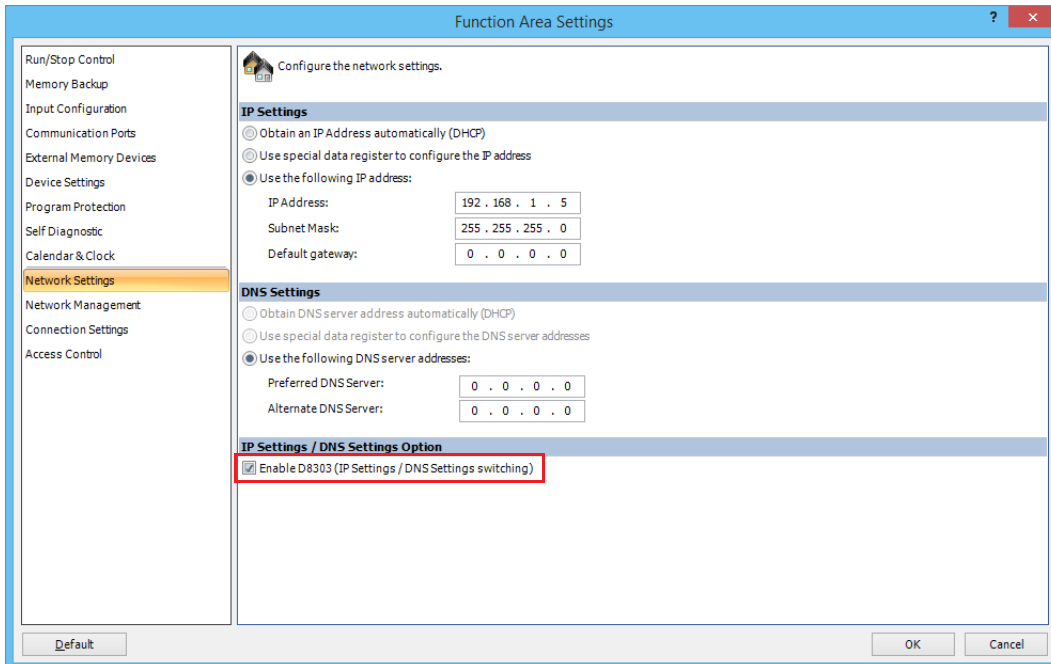 Function Area Settings
?
×
Run/Stop Control
Memory Backup
Input Configuration
Communication Ports
External Memory Devices
Device Settings
Program Protection
Self Diagnostic
Calendar & Clock
Network Settings
Network Management
Connection Settings
Access Control
Configure the network settings.
IP Settings
Obtain an IP Address automatically (DHCP)
Use special data register to configure the IP address
Use the following IP address:
IP Address: 192 . 168 . 1 . 5
Subnet Mask: 255 . 255 . 255 . 0
Default gateway: 0 . 0 . 0 . 0
DNS Settings
Obtain DNS server address automatically (DHCP)
Use special data register to configure the DNS server addresses
Use the following DNS server addresses:
Preferred DNS Server: 0 . 0 . 0 . 0
Alternate DNS Server: 0 . 0 . 0 . 0
IP Settings / DNS Settings Option
Enable D8303 (IP Settings / DNS Settings switching)
Default
OK
Cancel